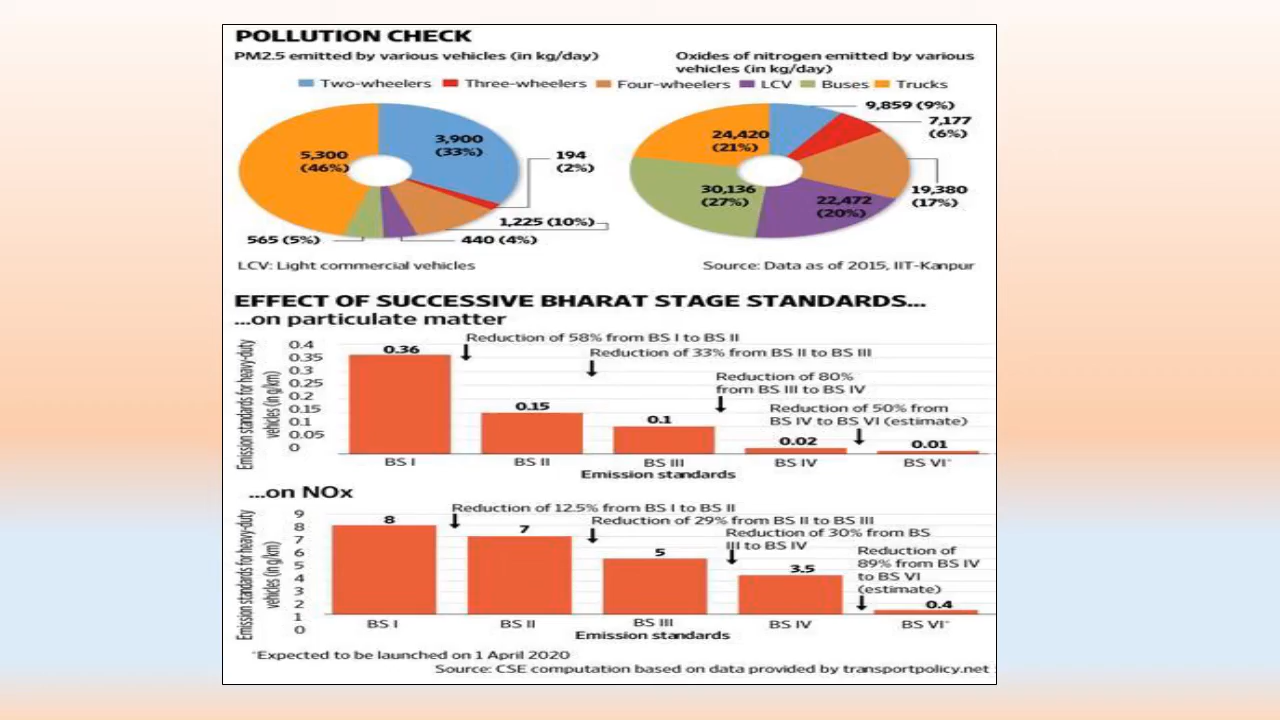 POLLUTION CHECK
PM2.5 emitted by various vehicles (in kg/day)
Oxides of nitrogen emitted by various
vehicles (in kg/day)
Two-wheelers Three-wheelers Four-wheelers LCV Buses Trucks
3,900
(33%)
194
(2%)
1,225 (10%)
440 (4%)
565 (5%)
5,300
(46%)
9,859 (9%)
7,177
(6%)
19,380
(17%)
22,472
(20%)
30,136
(27%)
24,420
(21%)
LCV: Light commercial vehicles
Source: Data as of 2015, IIT-Kanpur
EFFECT OF SUCCESSIVE BHARAT STAGE STANDARDS...
...on particulate matter
Emission standards for heavy-duty
vehicles (in g/km)
0.4
0.35
0.3
0.25
0.2
0.15
0.1
0.05
0
Reduction of 58% from BS I to BS II
Reduction of 33% from BS II to BS III
Reduction of 80%
from BS III to BS IV
Reduction of 50% from
BS IV to BS VI (estimate)
0.36
0.15
0.1
0.02
0.01
BS I BS II BS III BS IV BS VI*
Emission standards
...on NOx
Emission standards for heavy-duty
vehicles (in g/km)
9
8
7
6
5
4
3
2
1
0
Reduction of 12.5% from BS I to BS II
Reduction of 29% from BS II to BS III
Reduction of 30% from BS
III to BS IV
Reduction of
89% from BS IV
to BS VI
(estimate)
8
7
5
3.5
0.4
BS I BS II BS III BS IV BS VI*
Emission standards
*Expected to be launched on 1 April 2020
Source: CSE computation based on data provided by transportpolicy.net